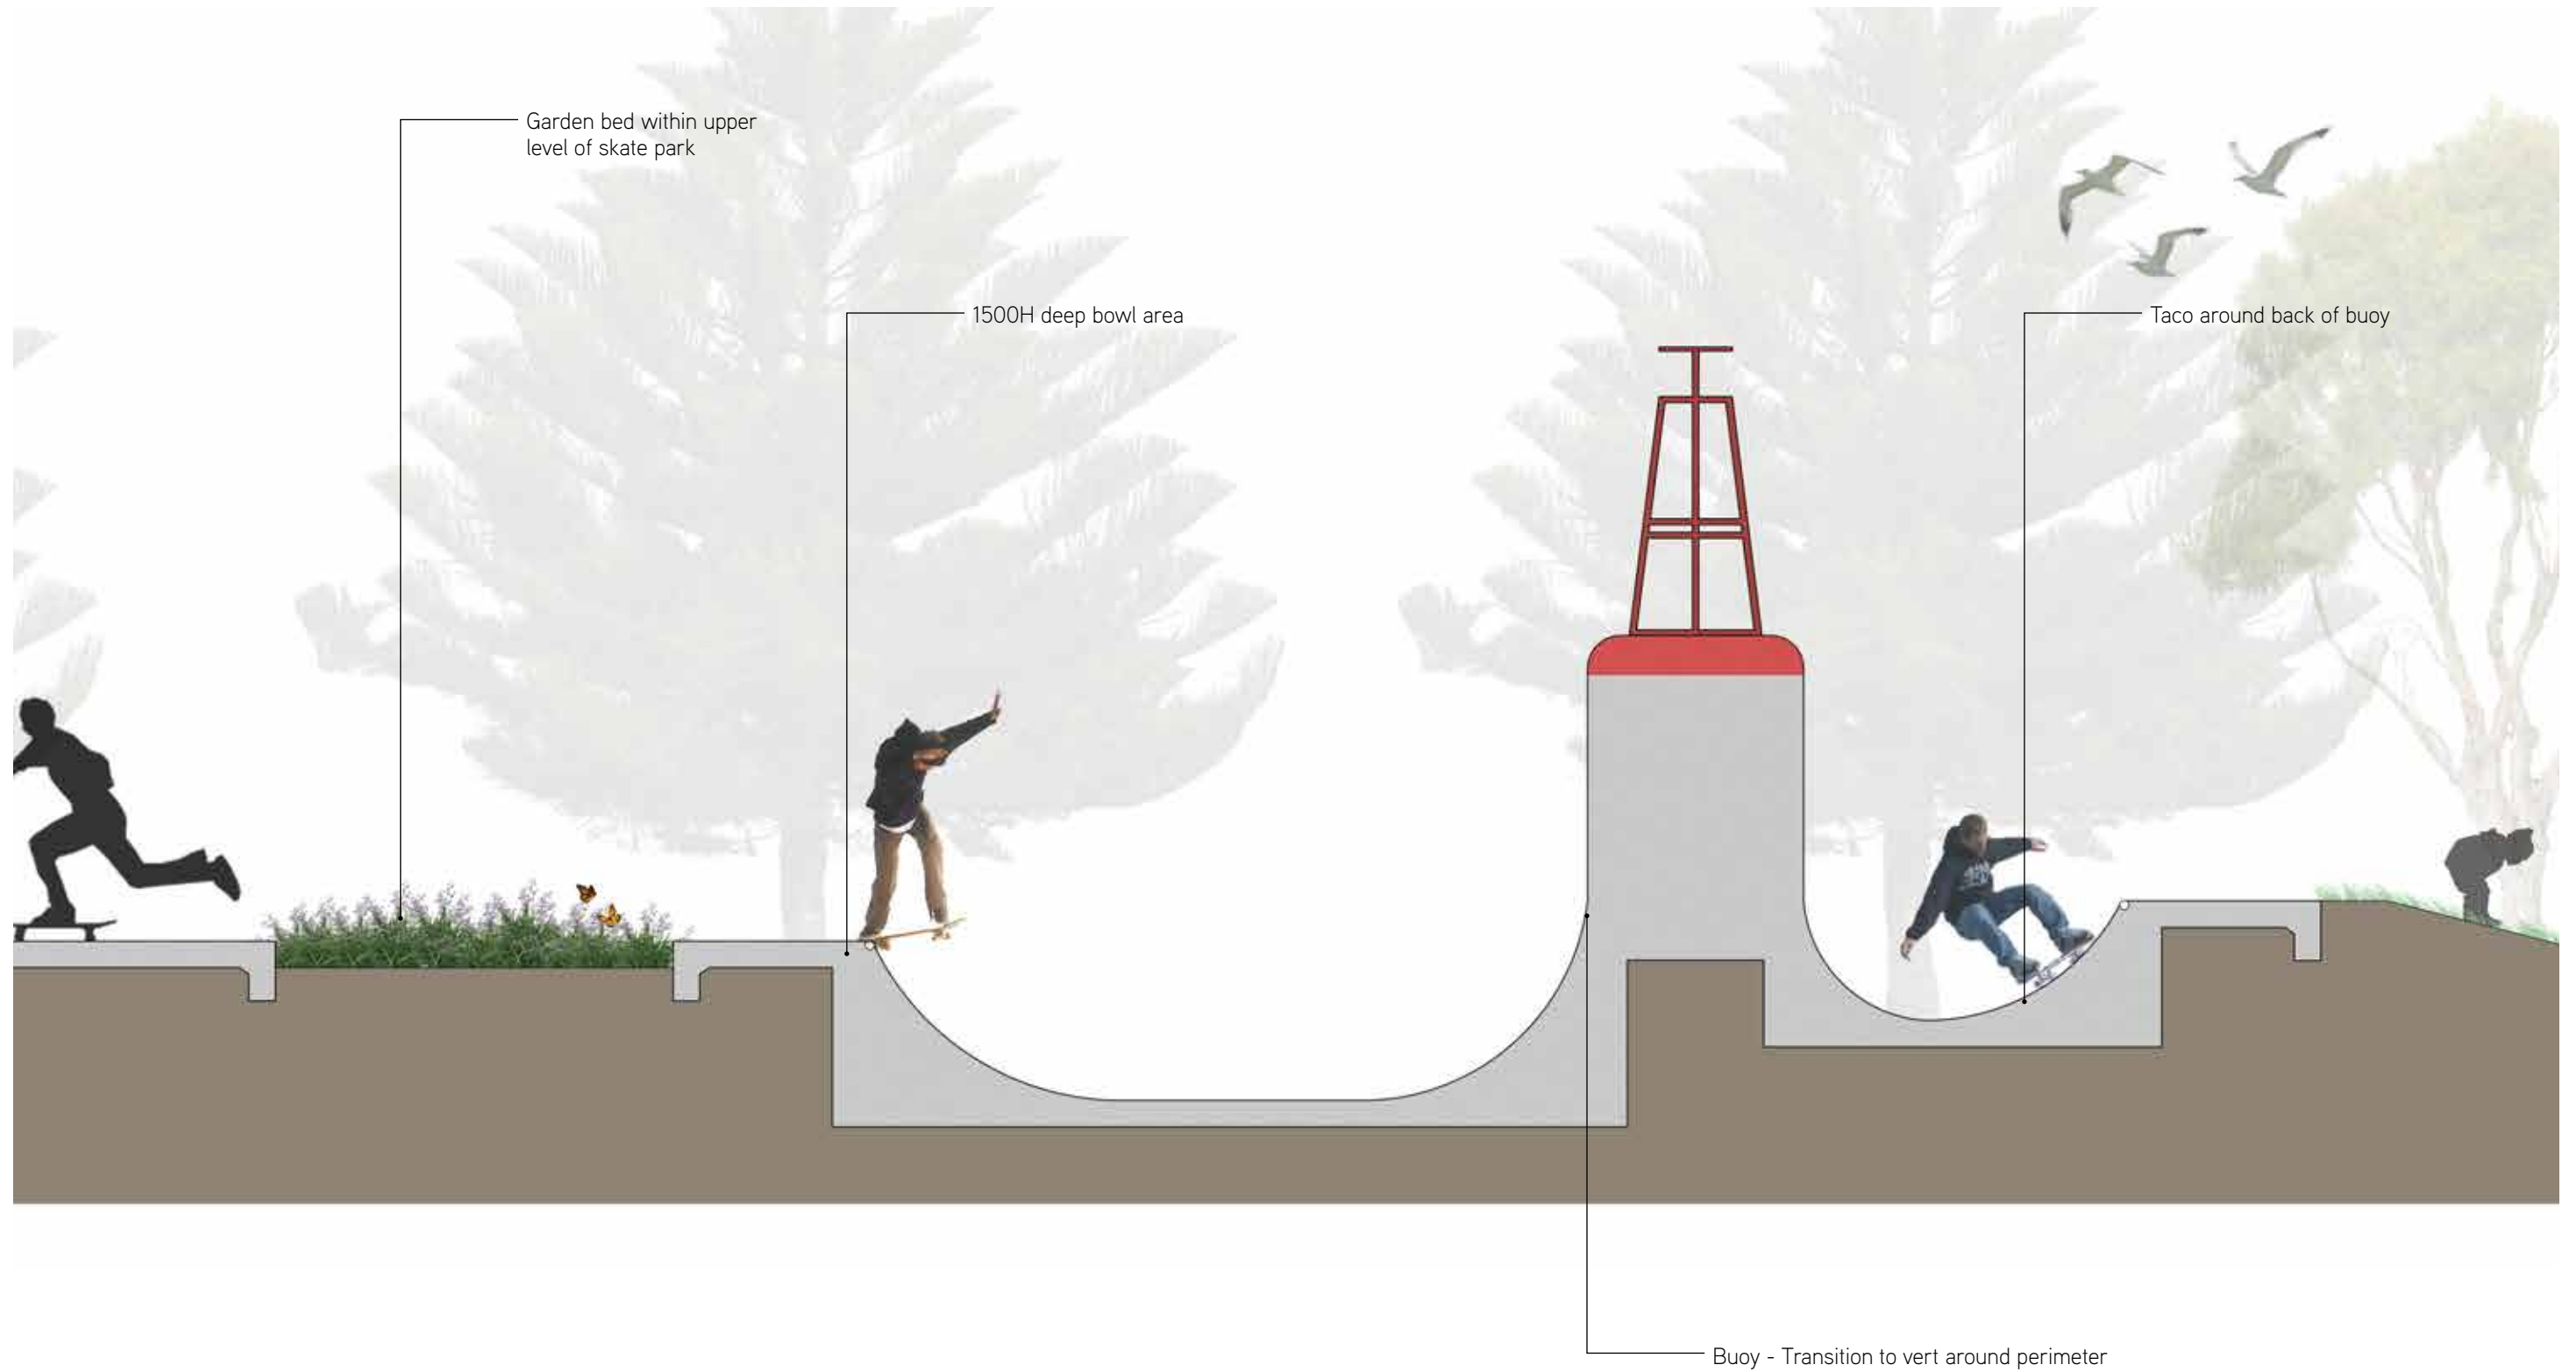 Garden bed within upper
level of skate park
1500H deep bowl area
Taco around back of buoy
Buoy - Transition to vert around perimeter